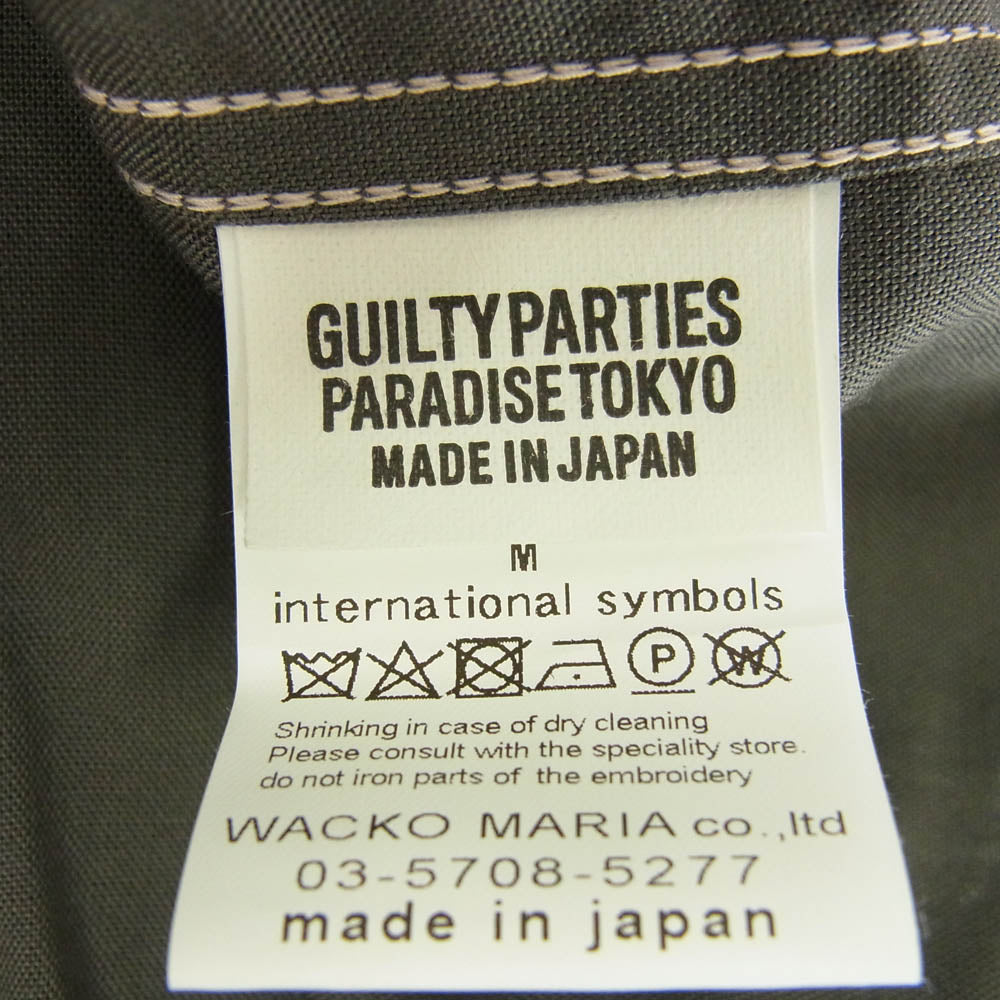 GUILTY PARTIES
PARADISE TOKYO
MADE IN JAPAN
M
international symbols
P W
Shrinking in case of dry cleaning
Please consult with the speciality store.
do not iron parts of the embroidery
WACKO MARIA co.,ltd
03-5708-5277
made in japan